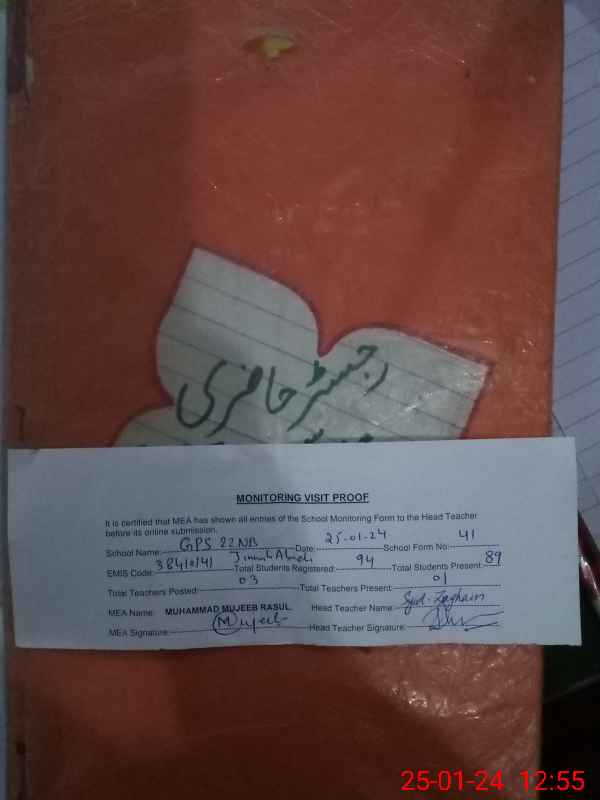 رجسٹر حاضری
MONITORING VISIT PROOF
It is certified that MEA has shown all entries of the School Monitoring Form to the Head Teacher
before its online submission.
School Name: GPS 22NB Date: 25-01-24 School Form No: 41
EMIS Code: 38410141 Total Students Registered: 94 Total Students Present: 89
Total Teachers Posted: 03 Total Teachers Present: 01
MEA Name: MUHAMMAD MUJEEB RASUL Head Teacher Name: Syed. Zagham
MEA Signature: Mujeeb Head Teacher Signature:
25-01-24 12:55